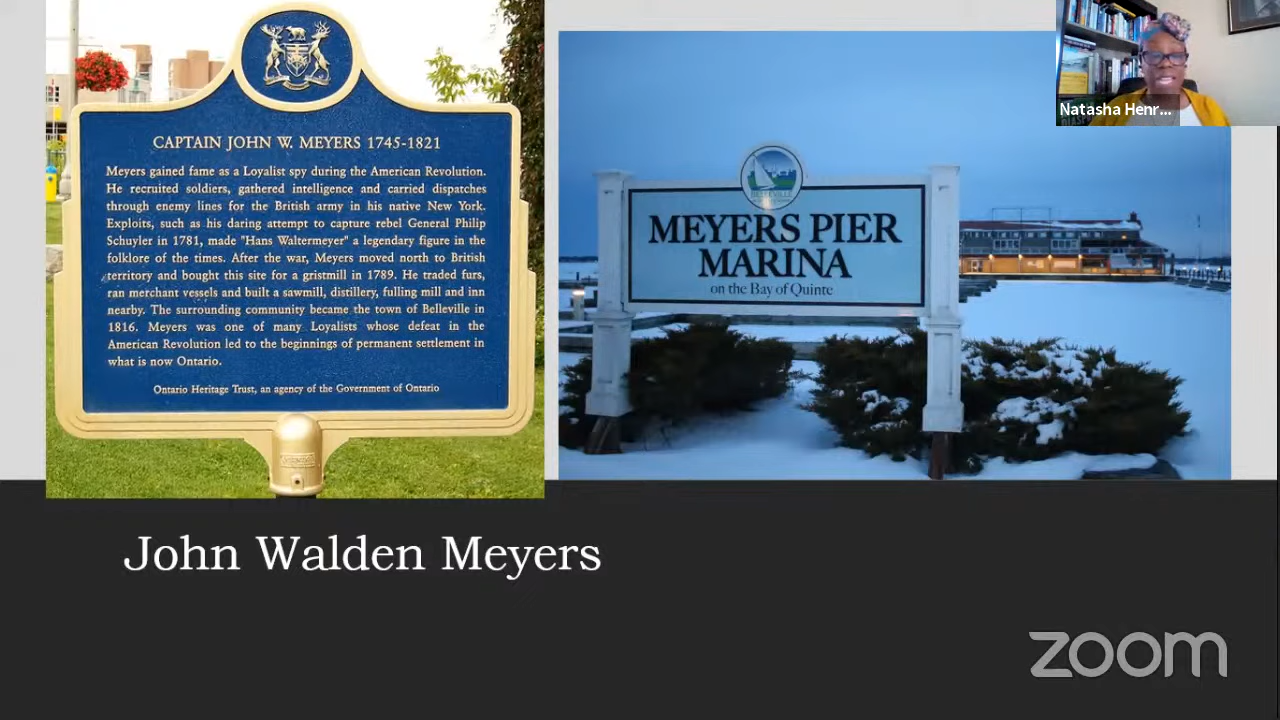 CAPTAIN JOHN W. MEYERS 1745-1821
Meyers gained fame as a Loyalist spy during the American Revolution.
He recruited soldiers, gathered intelligence and carried dispatches
through enemy lines for the British army in his native New York.
Exploits, such as his daring attempt to capture rebel General Philip
Schuyler in 1781, made "Hans Waltermeyer" a legendary figure in the
folklore of the times. After the war, Meyers moved north to British
territory and bought this site for a gristmill in 1789. He traded furs,
ran merchant vessels and built a sawmill, distillery, fulling mill and inn
nearby. The surrounding community became the town of Belleville in
1816. Meyers was one of many Loyalists whose defeat in the
American Revolution led to the beginnings of permanent settlement in
what is now Ontario.
Ontario Heritage Trust, an agency of the Government of Ontario
BELLEVILLE
MEYERS PIER
MARINA
on the Bay of Quinte
Natasha Henr...
John Walden Meyers
zoom